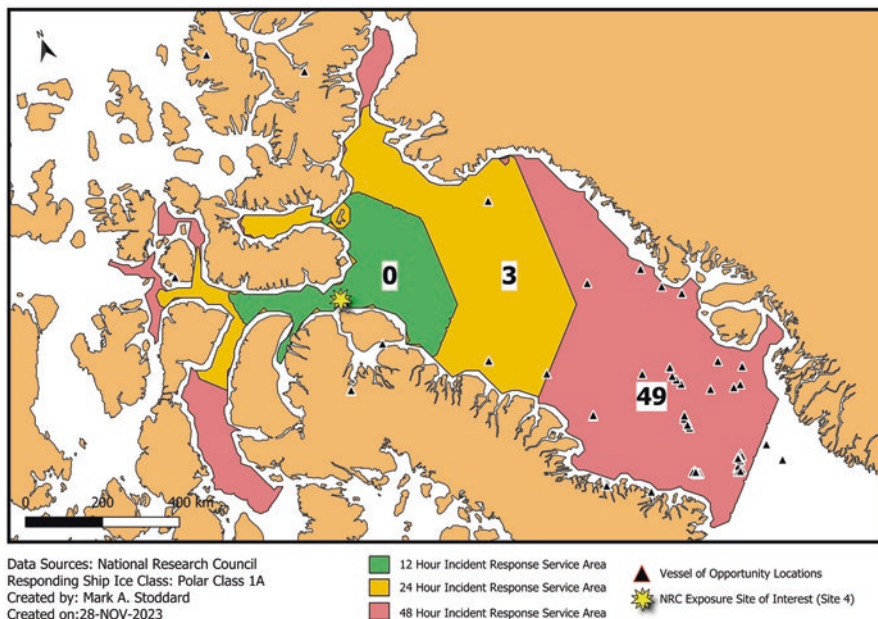 N
0
3
49
0
200
400 km
Data Sources: National Research Council
Responding Ship Ice Class: Polar Class 1A
Created by: Mark A. Stoddard
Created on:28-NOV-2023
12 Hour Incident Response Service Area
24 Hour Incident Response Service Area
48 Hour Incident Response Service Area
Vessel of Opportunity Locations
NRC Exposure Site of Interest (Site 4)